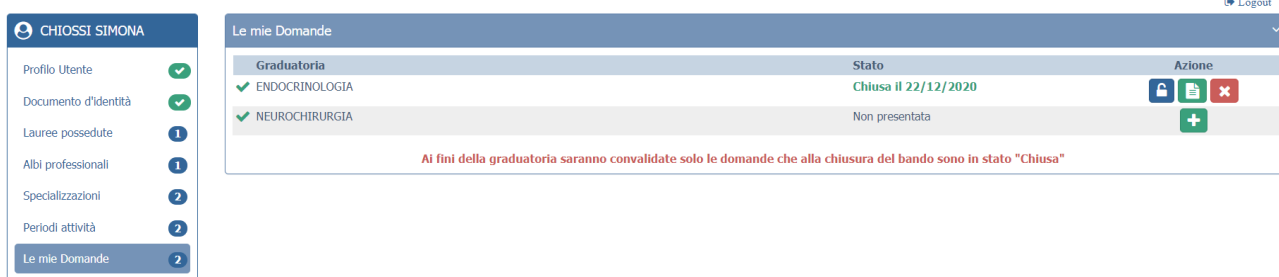 Logout
CHIOSSI SIMONA
Le mie Domande
Profilo Utente
Documento d'identità
Lauree possedute 1
Albi professionali 1
Specializzazioni 2
Periodi attività 2
Le mie Domande 2
Graduatoria Stato Azione
ENDOCRINOLOGIA Chiusa il 22/12/2020
NEUROCHIRURGIA Non presentata
Ai fini della graduatoria saranno convalidate solo le domande che alla chiusura del bando sono in stato "Chiusa"